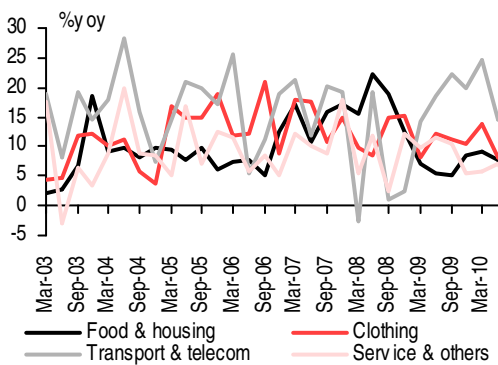 %y oy
30
25
20
15
10
5
0
-5
Mar-03
Sep-03
Mar-04
Sep-04
Mar-05
Sep-05
Mar-06
Sep-06
Mar-07
Sep-07
Mar-08
Sep-08
Mar-09
Sep-09
Mar-10
Food & housing Clothing
Transport & telecom Service & others